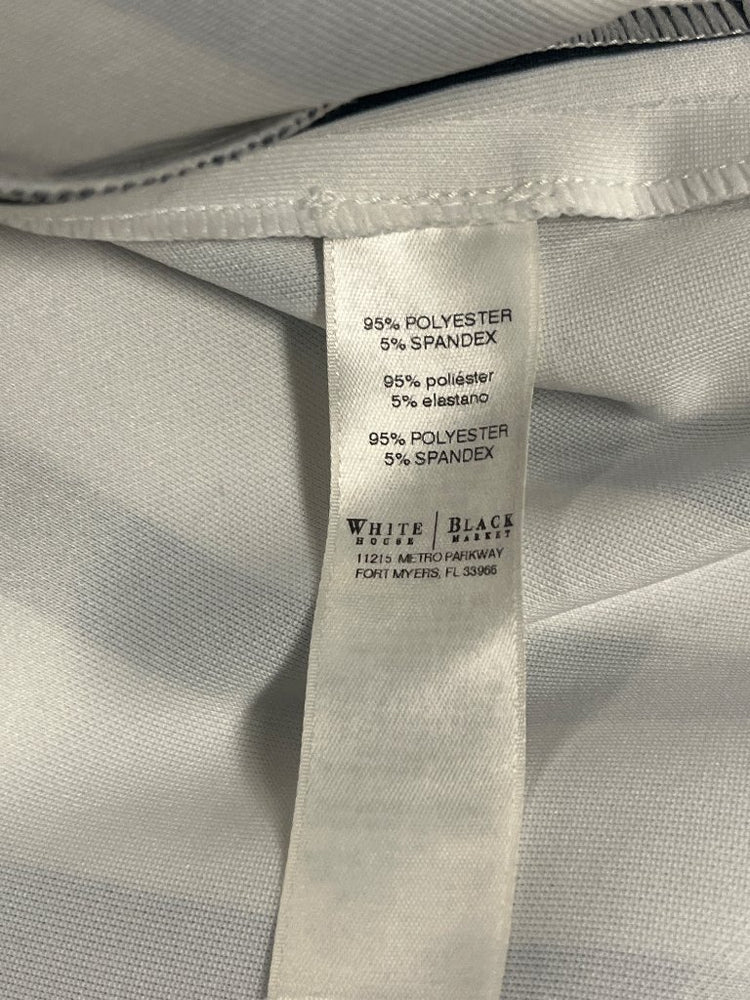 95% POLYESTER
5% SPANDEX
95% poliéster
5% elastano
95% POLYESTER
5% SPANDEX
WHITE | BLACK
HOUSE | MARKET
11215 METRO PARKWAY
FORT MYERS, FL 33966